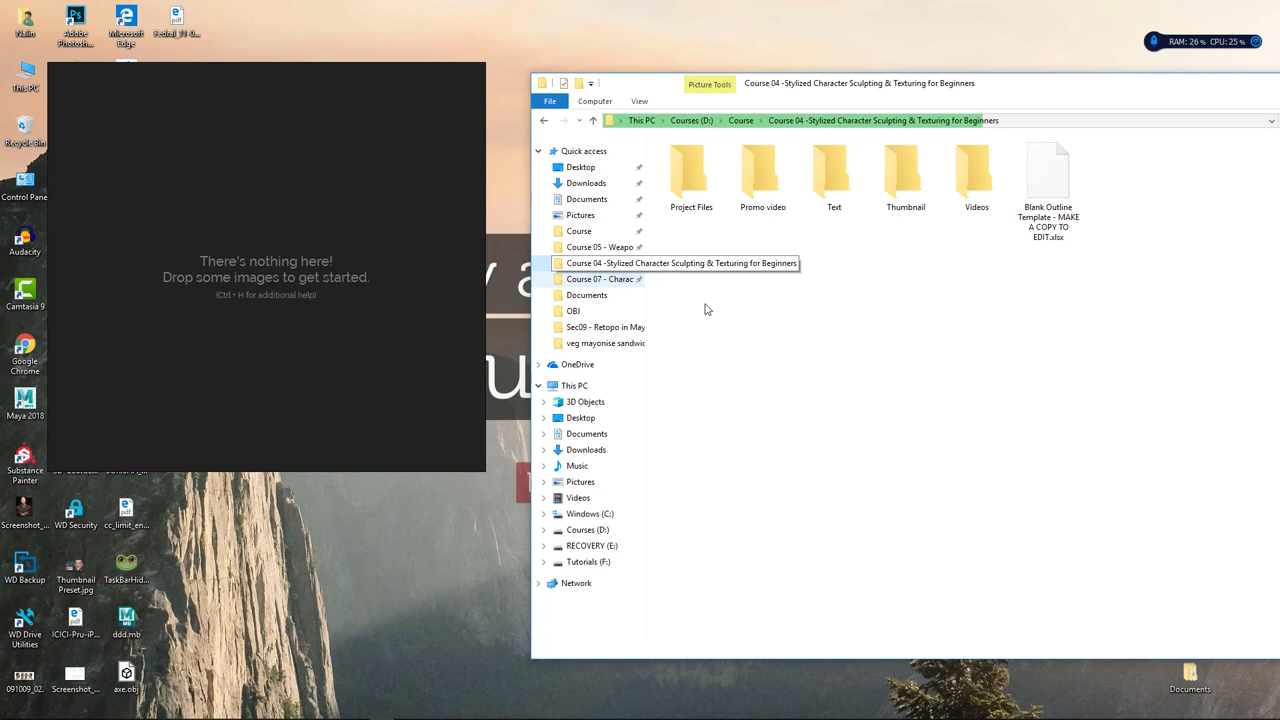 Nalin
Adobe Photosh...
Microsoft Edge
Fedral_11-0...
pdf
This PC
Recycle Bin
Control Panel
Audacity
Camtasia 9
Google Chrome
Maya 2018
Substance Painter
Screenshot_...
WD Security
cc_limit_en...
WD Backup
Thumbnail Preset.jpg
TaskBarHid...
WD Drive Utilities
ICICI-Pru-iP...
ddd.mb
091009_02.
Screenshot_...
axe.obj
There's nothing here!
Drop some images to get started.
(Ctrl + H for additional help)
RAM: 26 % CPU: 25 %
Picture Tools
Course 04 -Stylized Character Sculpting & Texturing for Beginners
File Computer View
This PC Courses (D:) Course Course 04 -Stylized Character Sculpting & Texturing for Beginners
Quick access
Desktop
Downloads
Documents
Pictures
Course
Course 05 - Weapo
Course 04 -Stylized Character Sculpting & Texturing for Beginners
Course 07 - Charac
Documents
OBJ
Sec09 - Retopo in May
veg mayonise sandwic
OneDrive
This PC
3D Objects
Desktop
Documents
Downloads
Music
Pictures
Videos
Windows (C:)
Courses (D:)
RECOVERY (E:)
Tutorials (F:)
Network
Project Files
Promo video
Text
Thumbnail
Videos
Blank Outline
Template - MAKE
A COPY TO
EDIT.xlsx
Documents